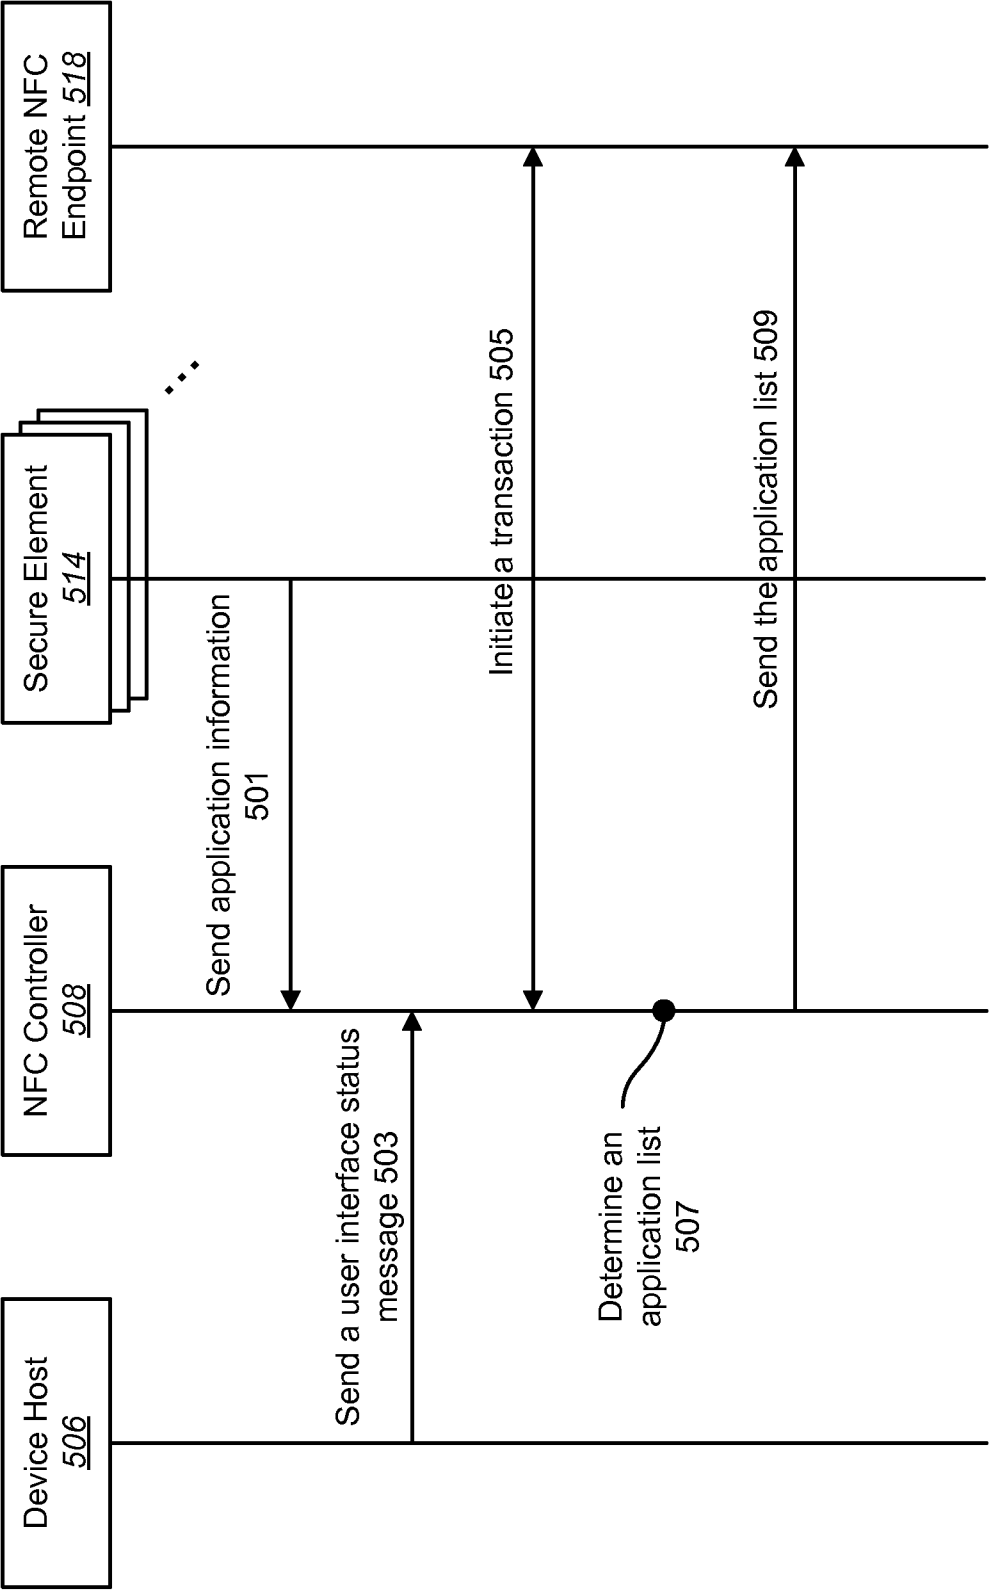 Device Host
506
NFC Controller
508
Secure Element
514
Remote NFC
Endpoint 518
Send application information
501
Send a user interface status
message 503
Initiate a transaction 505
Determine an
application list
507
Send the application list 509